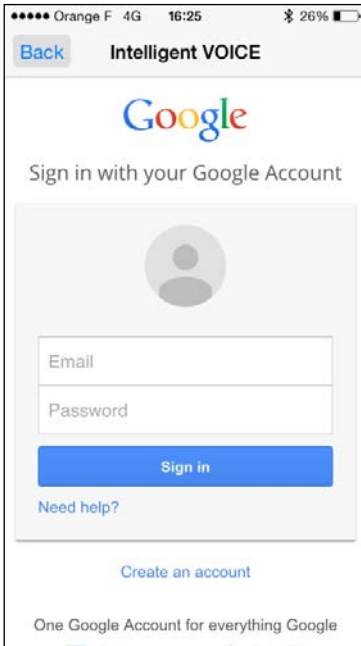 Orange F 4G 16:25 26%
Back Intelligent VOICE
Google
Sign in with your Google Account
Email
Password
Sign in
Need help?
Create an account
One Google Account for everything Google